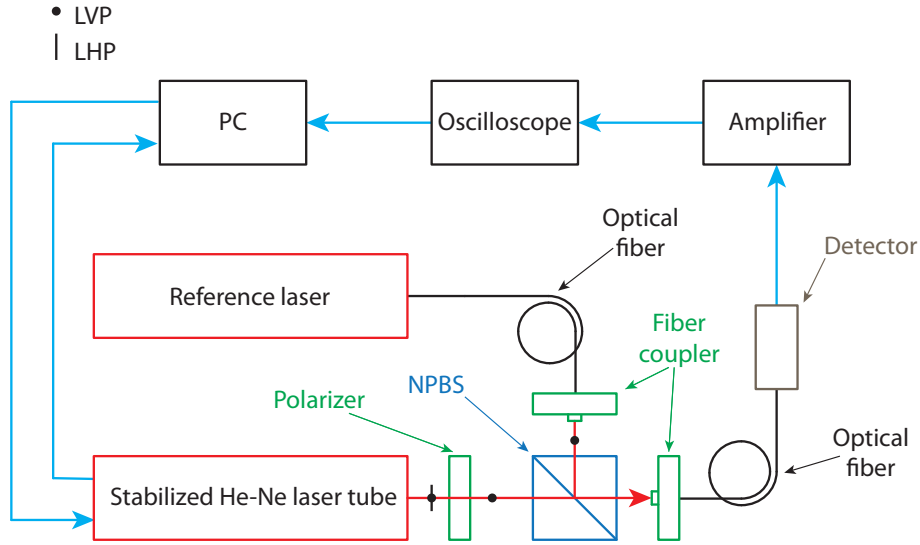 LVP
LHP
PC
Oscilloscope
Amplifier
Optical
fiber
Detector
Reference laser
Fiber
coupler
NPBS
Polarizer
Optical
fiber
Stabilized He-Ne laser tube